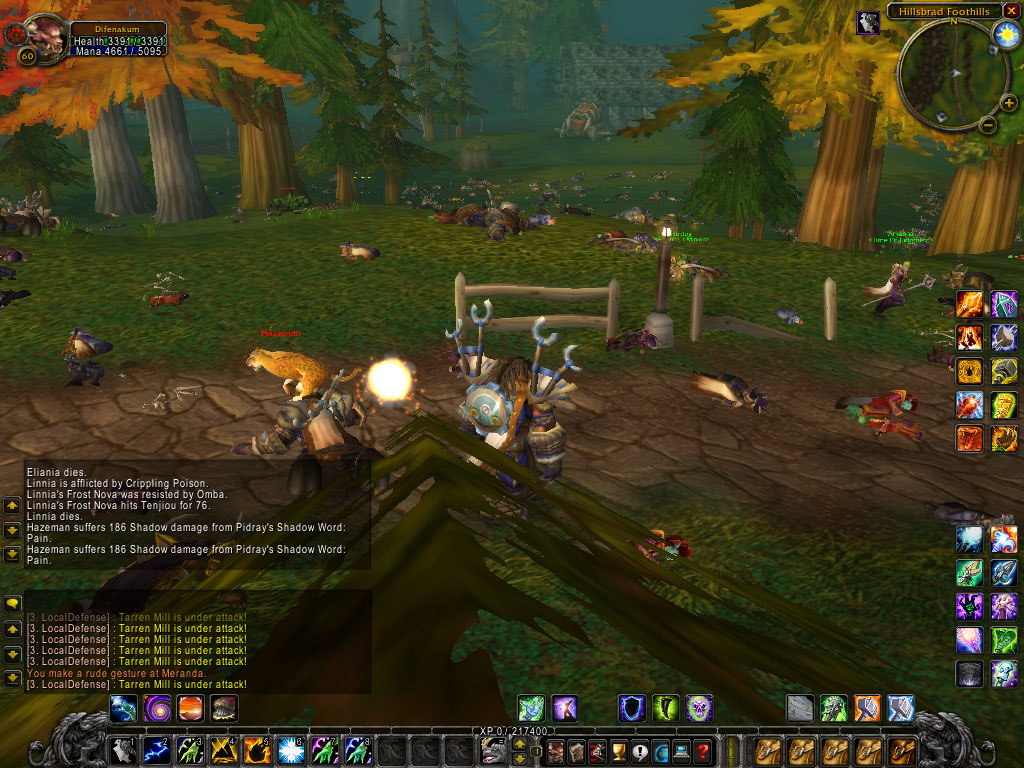 Difenakum
Health 3391 / 3391
Mana 4661 / 5095
60
Hillsbrad Foothills
N
Eliania dies.
Linnia is afflicted by Crippling Poison.
Linnia's Frost Nova was resisted by Omba.
Linnia's Frost Nova hits Tenjiou for 76.
Linnia dies.
Hazeman suffers 186 Shadow damage from Pidray's Shadow Word:
Pain.
Hazeman suffers 186 Shadow damage from Pidray's Shadow Word:
Pain.
[3. LocalDefense] : Tarren Mill is under attack!
[3. LocalDefense] : Tarren Mill is under attack!
[3. LocalDefense] : Tarren Mill is under attack!
[3. LocalDefense] : Tarren Mill is under attack!
[3. LocalDefense] : Tarren Mill is under attack!
You make a rude gesture at Meranda.
[3. LocalDefense] : Tarren Mill is under attack!
XP 0 / 217400